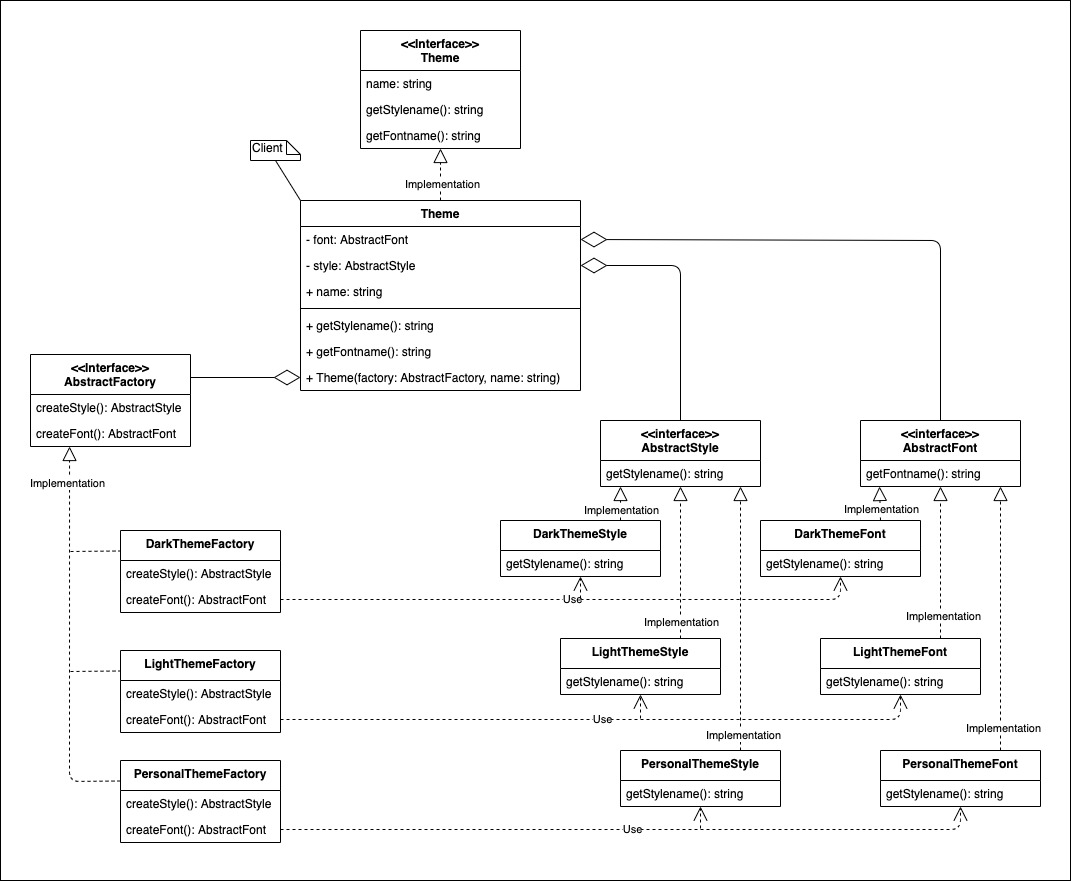 <<Interface>>
Theme
name: string
getStylename(): string
getFontname(): string
Client
Implementation
Theme
- font: AbstractFont
- style: AbstractStyle
+ name: string
+ getStylename(): string
+ getFontname(): string
+ Theme(factory: AbstractFactory, name: string)
<<Interface>>
AbstractFactory
createStyle(): AbstractStyle
createFont(): AbstractFont
Implementation
<<interface>>
AbstractStyle
getStylename(): string
<<interface>>
AbstractFont
getFontname(): string
Implementation
Implementation
DarkThemeFactory
createStyle(): AbstractStyle
createFont(): AbstractFont
DarkThemeStyle
getStylename(): string
DarkThemeFont
getStylename(): string
Use
Implementation
Implementation
LightThemeFactory
createStyle(): AbstractStyle
createFont(): AbstractFont
LightThemeStyle
getStylename(): string
LightThemeFont
getStylename(): string
Use
Implementation
Implementation
PersonalThemeFactory
createStyle(): AbstractStyle
createFont(): AbstractFont
PersonalThemeStyle
getStylename(): string
PersonalThemeFont
getStylename(): string
Use